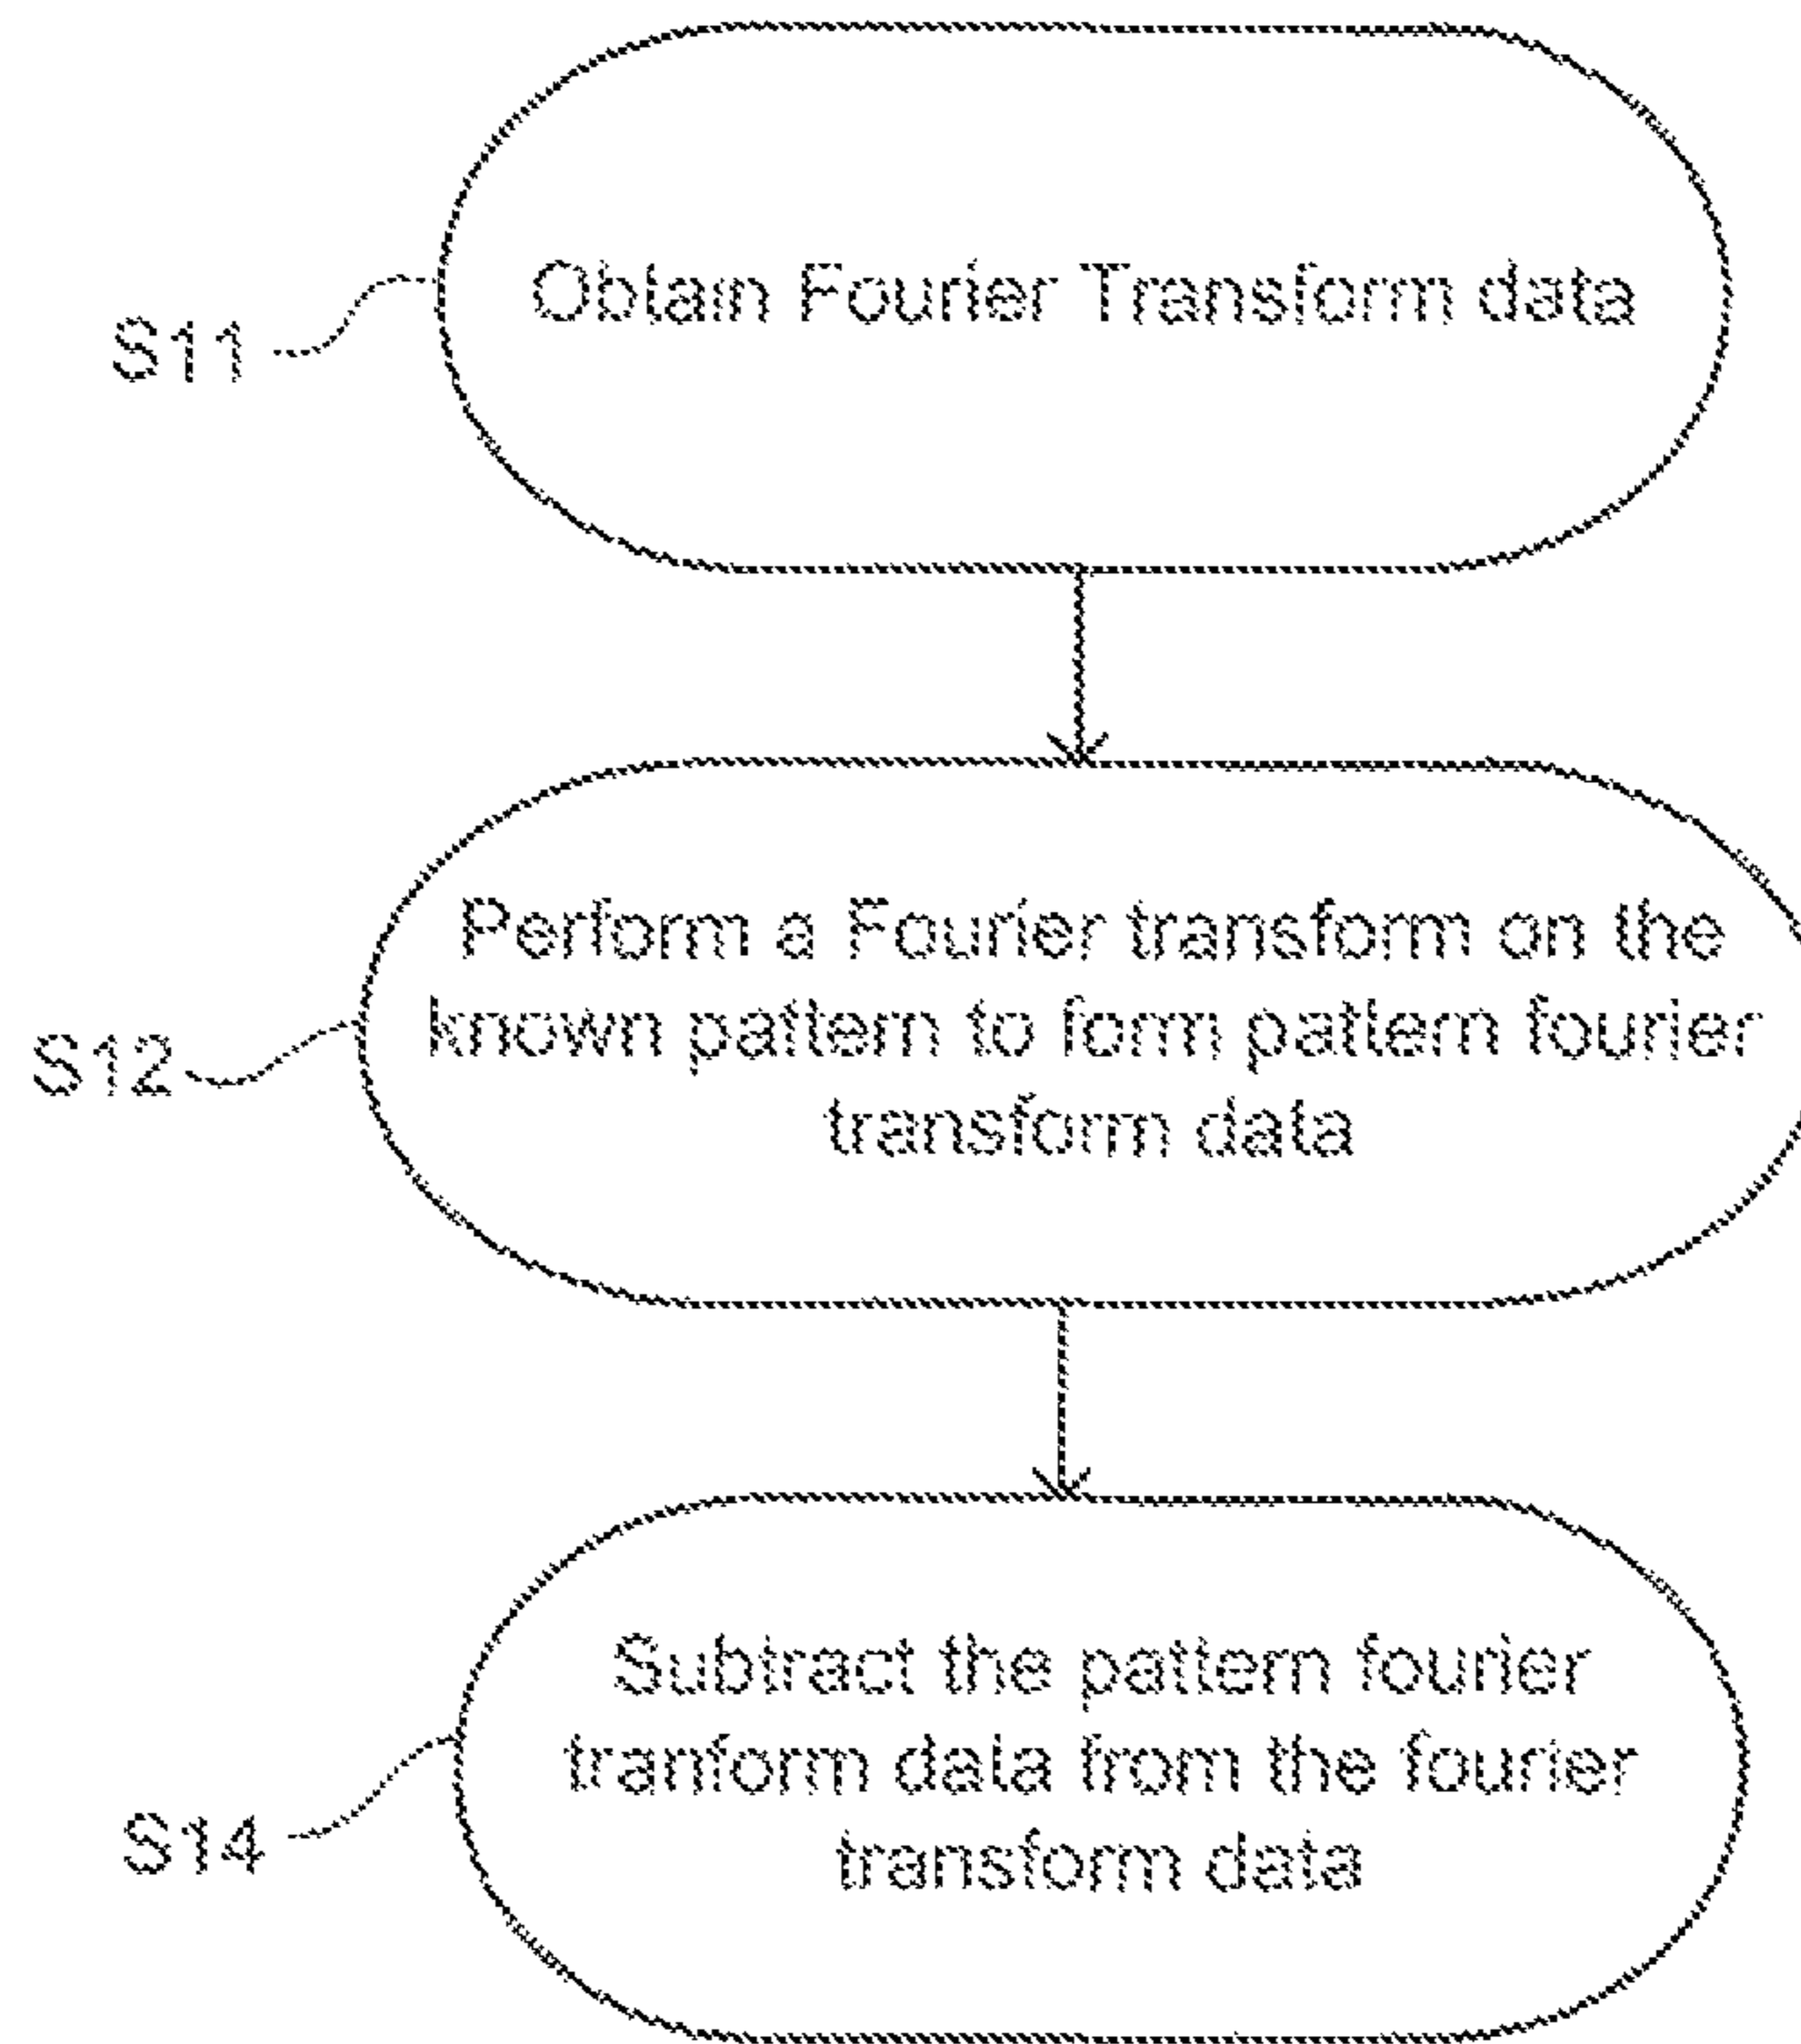 Obtain Fourier Transform data
S11
Perform a Fourier transform on the
known pattern to form pattern fourier
transform data
S12
Subtract the pattern fourier
tranform data from the fourier
transform data
S14